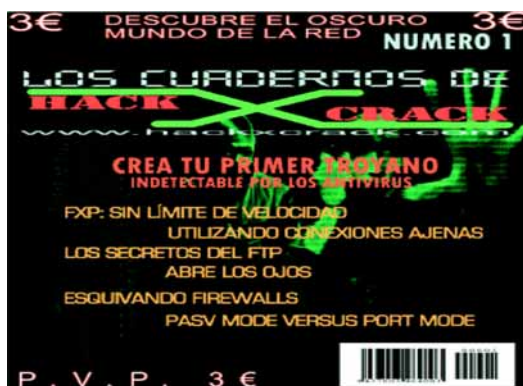 3€ DESCUBRE EL OSCURO 3€
MUNDO DE LA RED
NUMERO 1
LOS CUADERNOS DE
HACK X CRACK
www.hackxcrack.com
CREA TU PRIMER TROYANO
INDETECTABLE POR LOS ANTIVIRUS
FXP: SIN LÍMITE DE VELOCIDAD
UTILIZANDO CONEXIONES AJENAS
LOS SECRETOS DEL FTP
ABRE LOS OJOS
ESQUIVANDO FIREWALLS
PASV MODE VERSUS PORT MODE
P.V.P. 3€